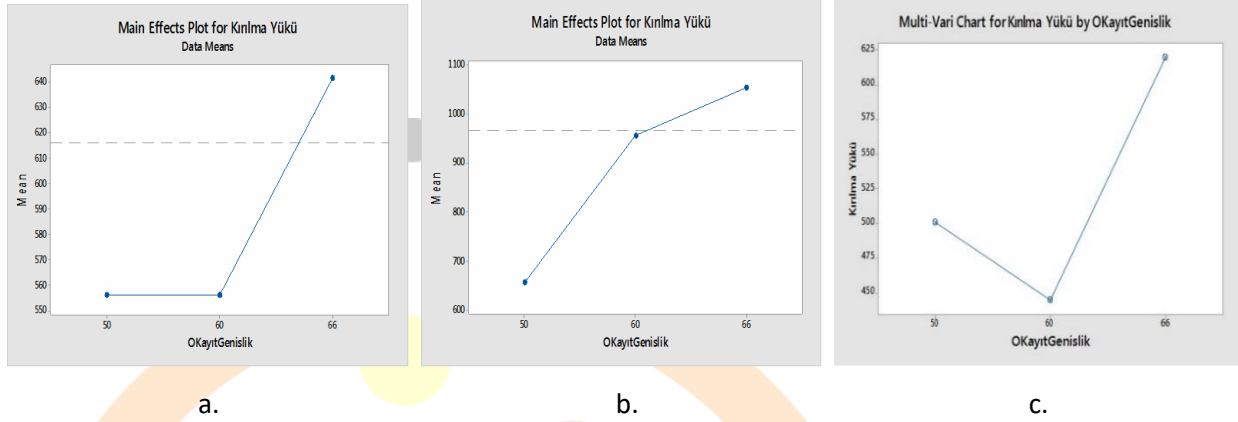 Main Effects Plot for Kırılma Yükü
Data Means
640
630
620
610
600
590
580
570
560
550
Mean
50 60 66
OKayıtGenislik
a.
Main Effects Plot for Kırılma Yükü
Data Means
1100
1000
900
800
700
600
Mean
50 60 66
OKayıtGenislik
b.
Multi-Vari Chart for Kırılma Yükü by OKayıtGenislik
625
600
575
550
525
500
475
450
Kırılma Yükü
50 60 66
OKayıtGenislik
c.